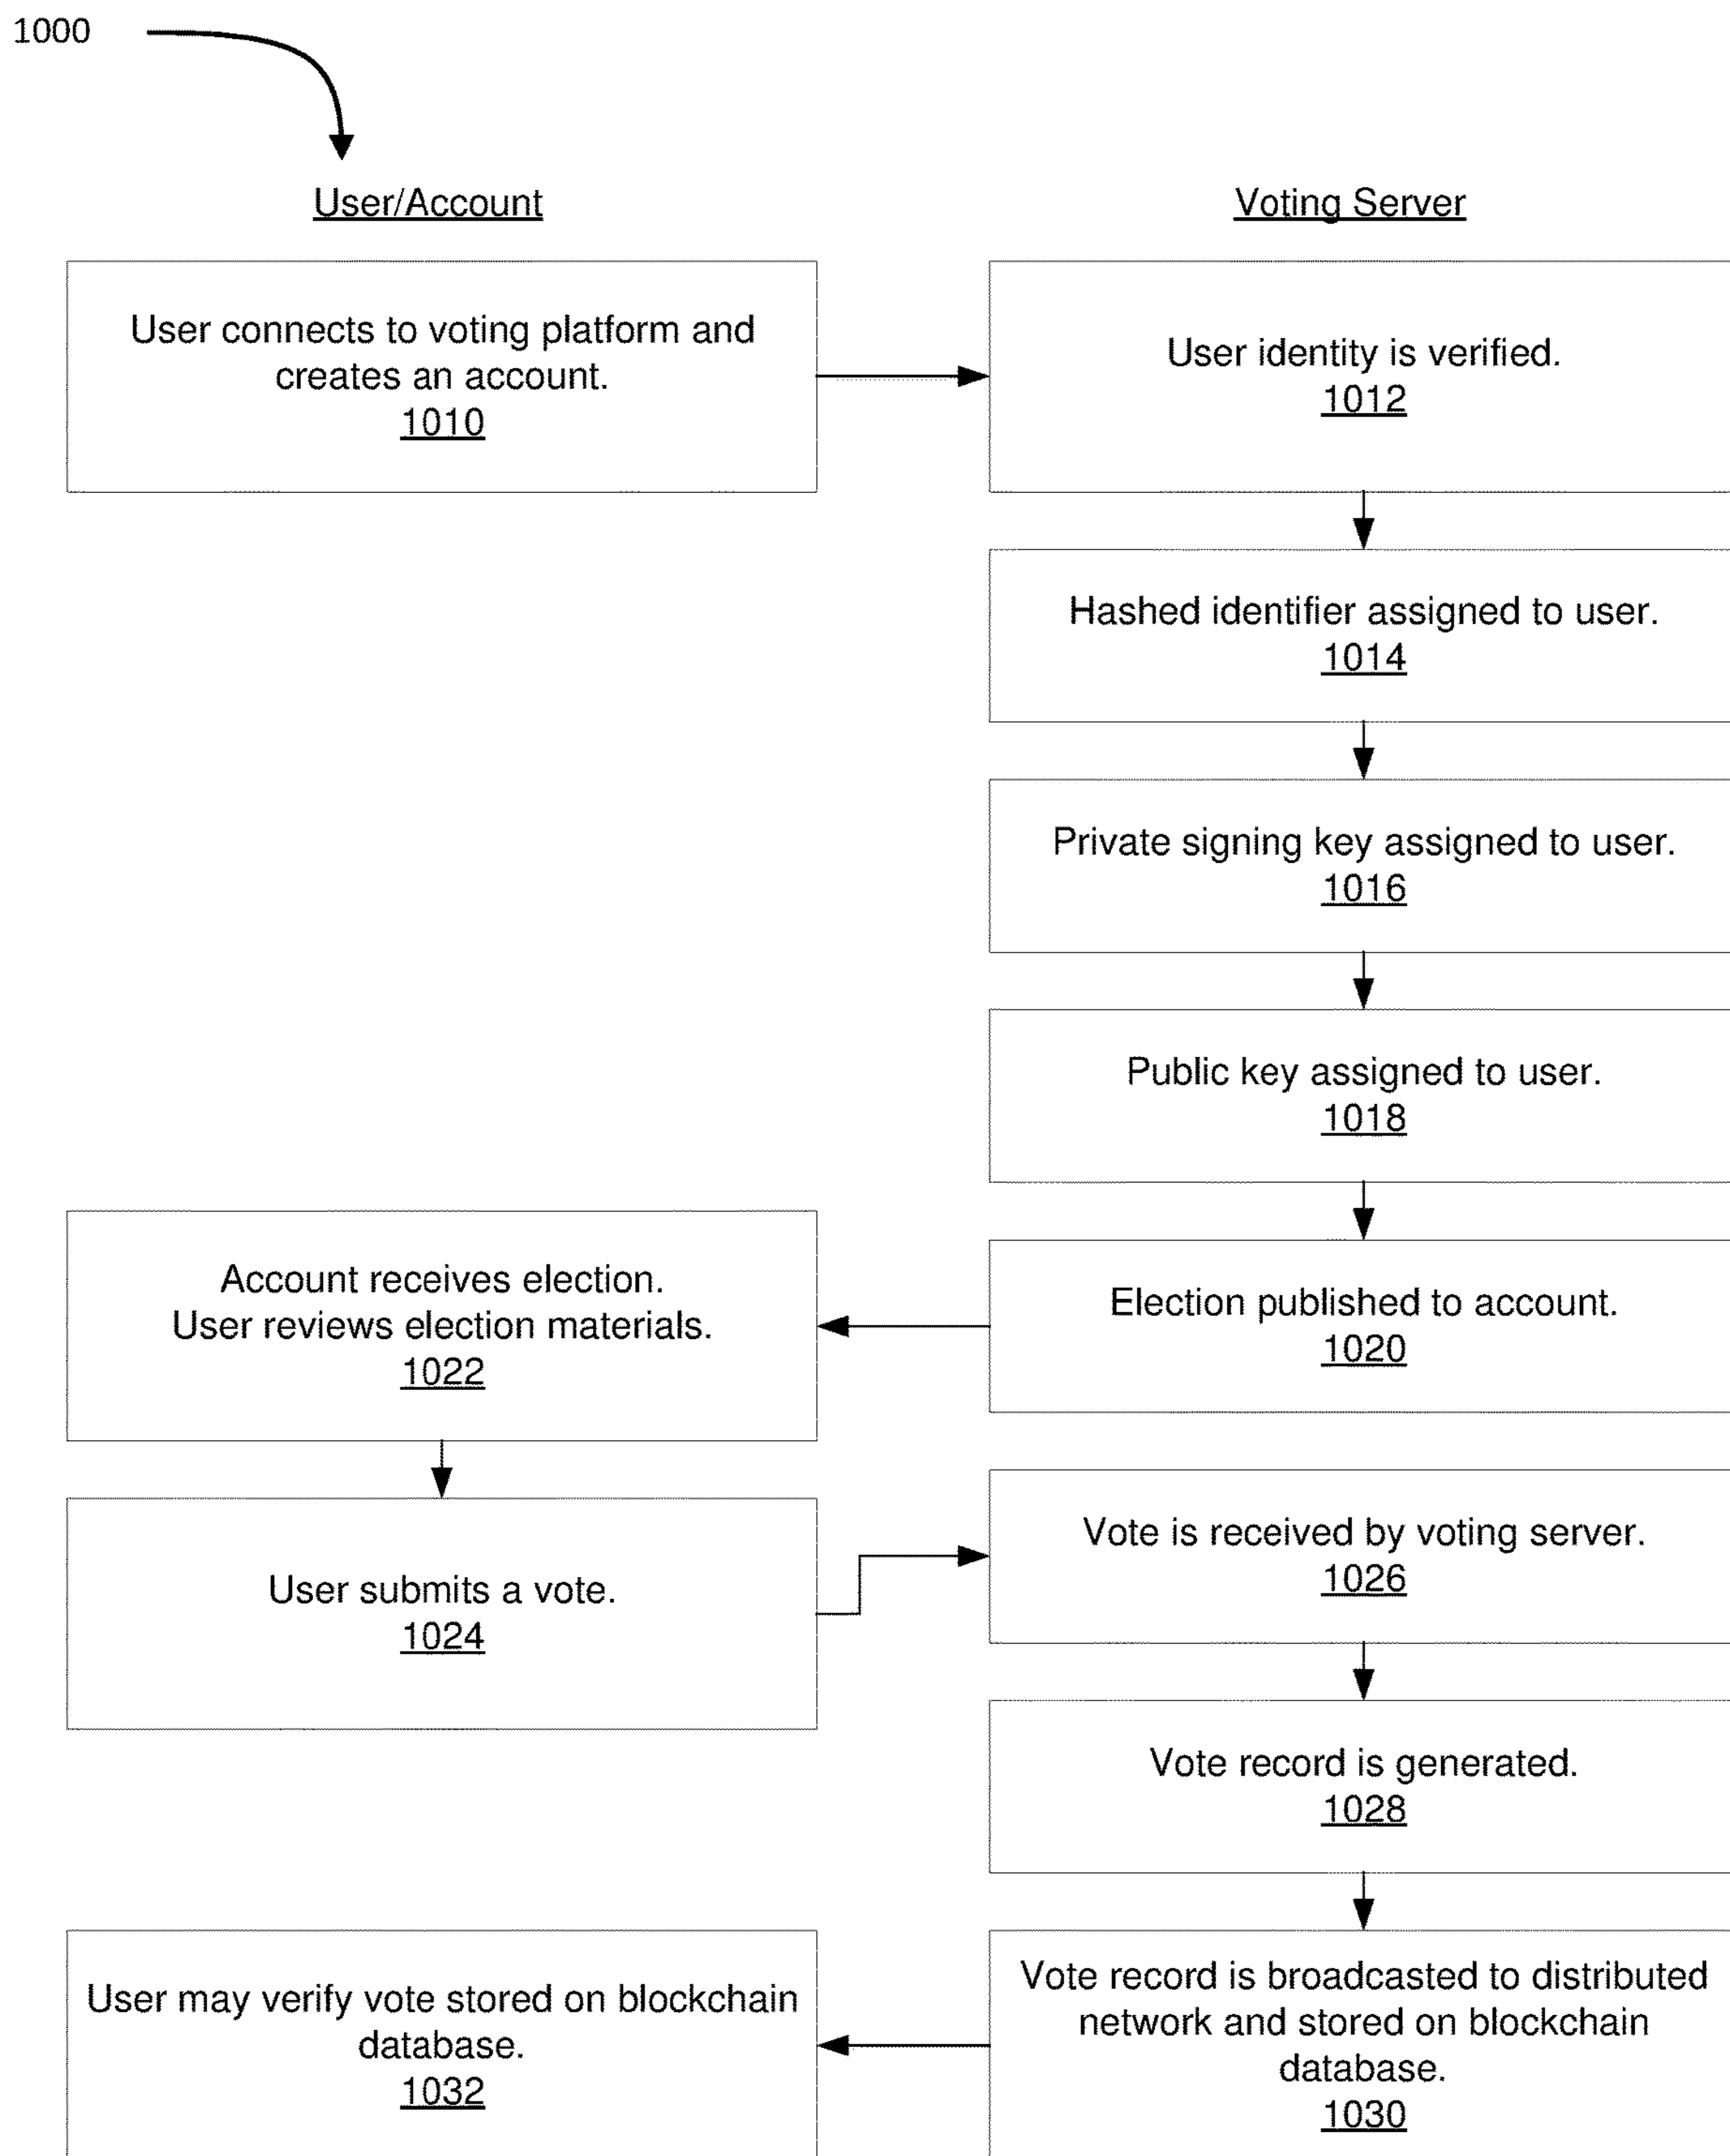 1000
User/Account
Voting Server
User connects to voting platform and
creates an account.
1010
User identity is verified.
1012
Hashed identifier assigned to user.
1014
Private signing key assigned to user.
1016
Public key assigned to user.
1018
Election published to account.
1020
Account receives election.
User reviews election materials.
1022
User submits a vote.
1024
Vote is received by voting server.
1026
Vote record is generated.
1028
Vote record is broadcasted to distributed
network and stored on blockchain
database.
1030
User may verify vote stored on blockchain
database.
1032